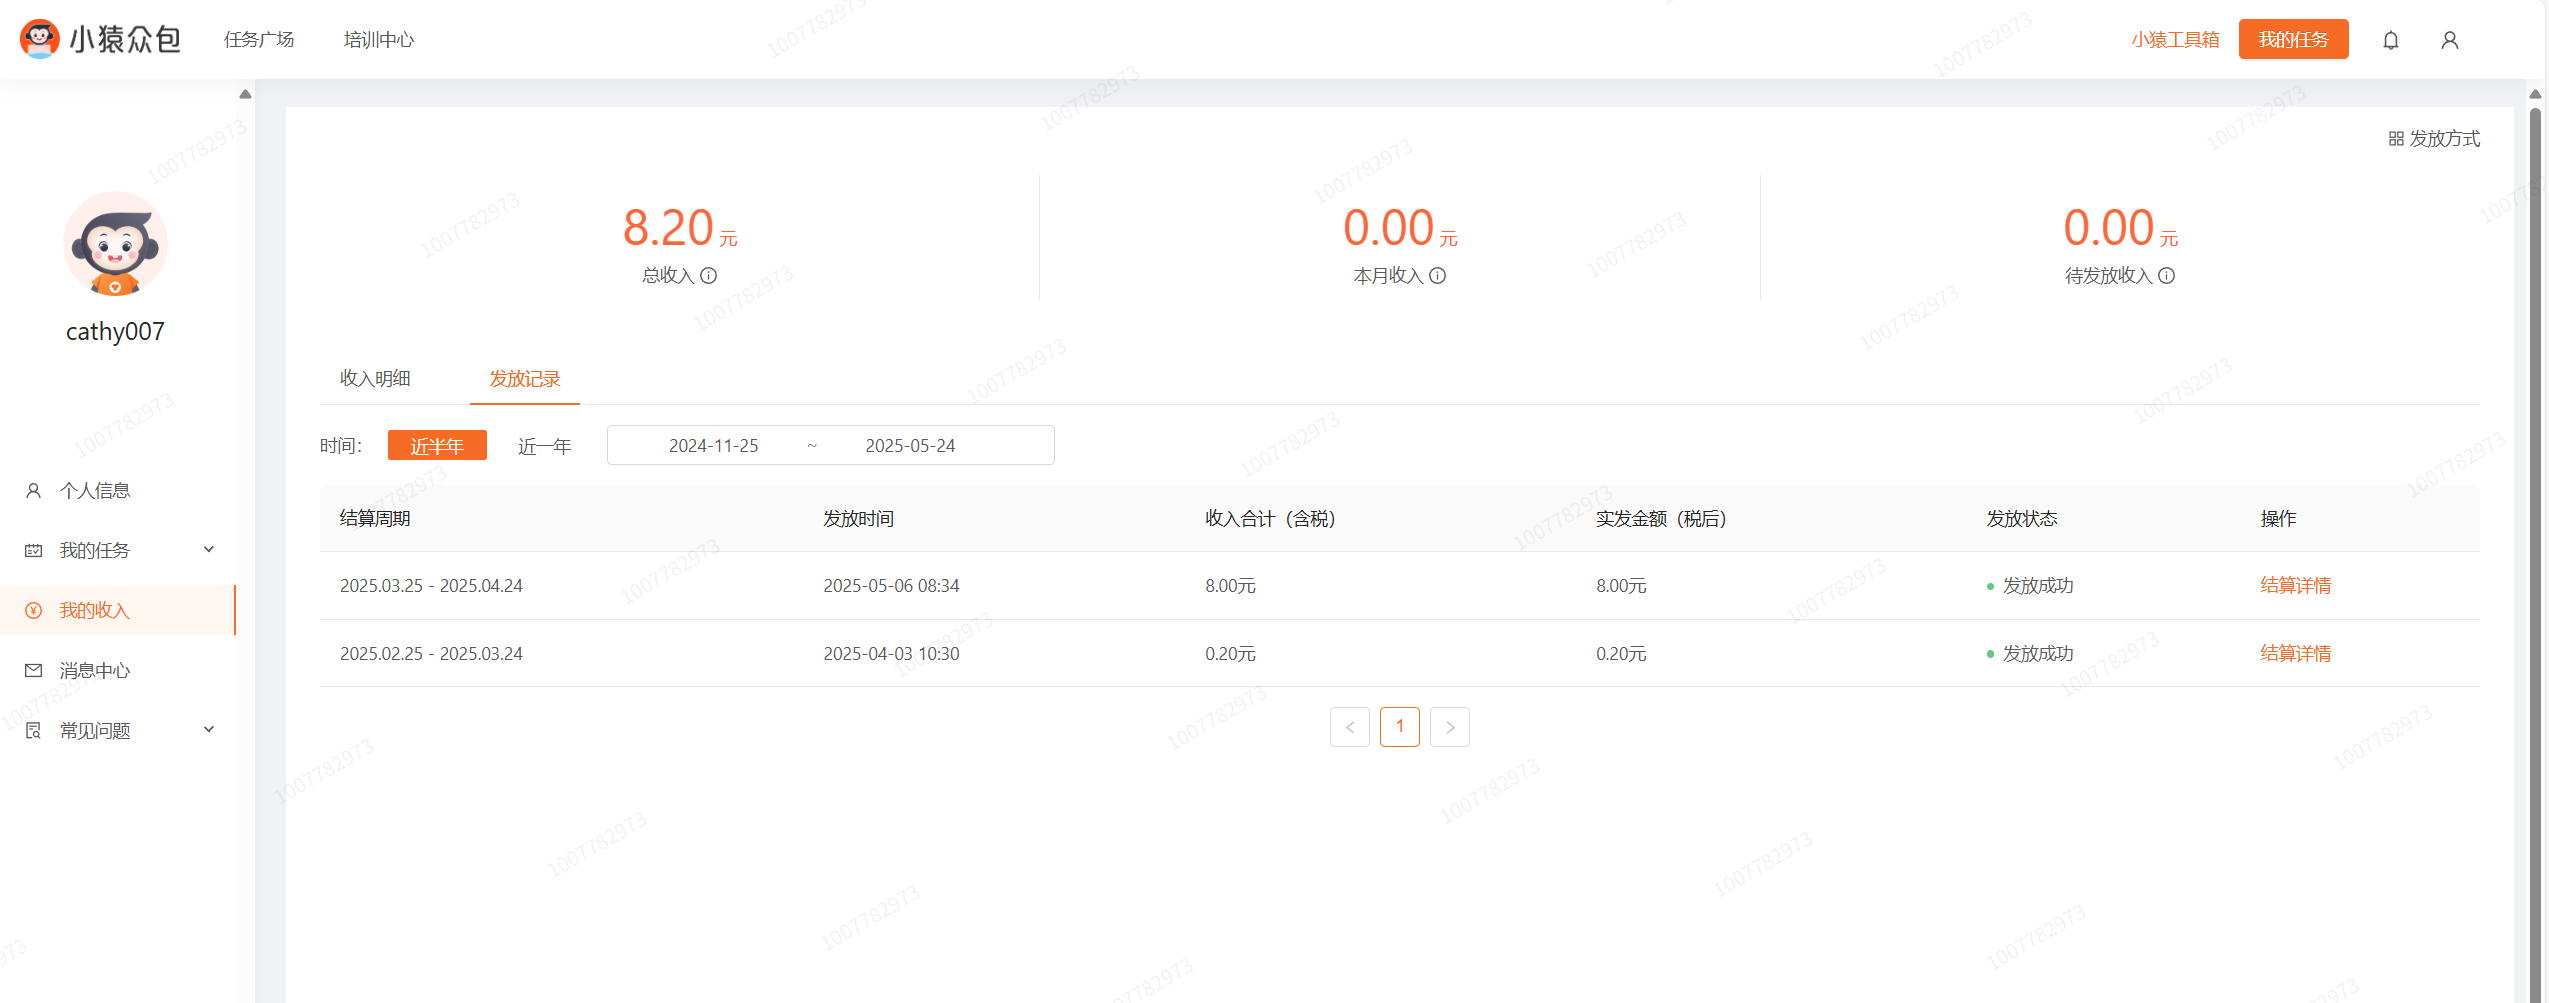 小猿众包
任务广场
培训中心
小猿工具箱
我的任务
cathy007
个人信息
我的任务
我的收入
消息中心
常见问题
发放方式
8.20元
总收入
0.00元
本月收入
0.00元
待发放收入
收入明细
发放记录
时间：
近半年
近一年
2024-11-25 ~ 2025-05-24
结算周期 发放时间 收入合计（含税） 实发金额（税后） 发放状态 操作
2025.03.25 - 2025.04.24 2025-05-06 08:34 8.00元 8.00元 发放成功 结算详情
2025.02.25 - 2025.03.24 2025-04-03 10:30 0.20元 0.20元 发放成功 结算详情
< 1 >
1007782973